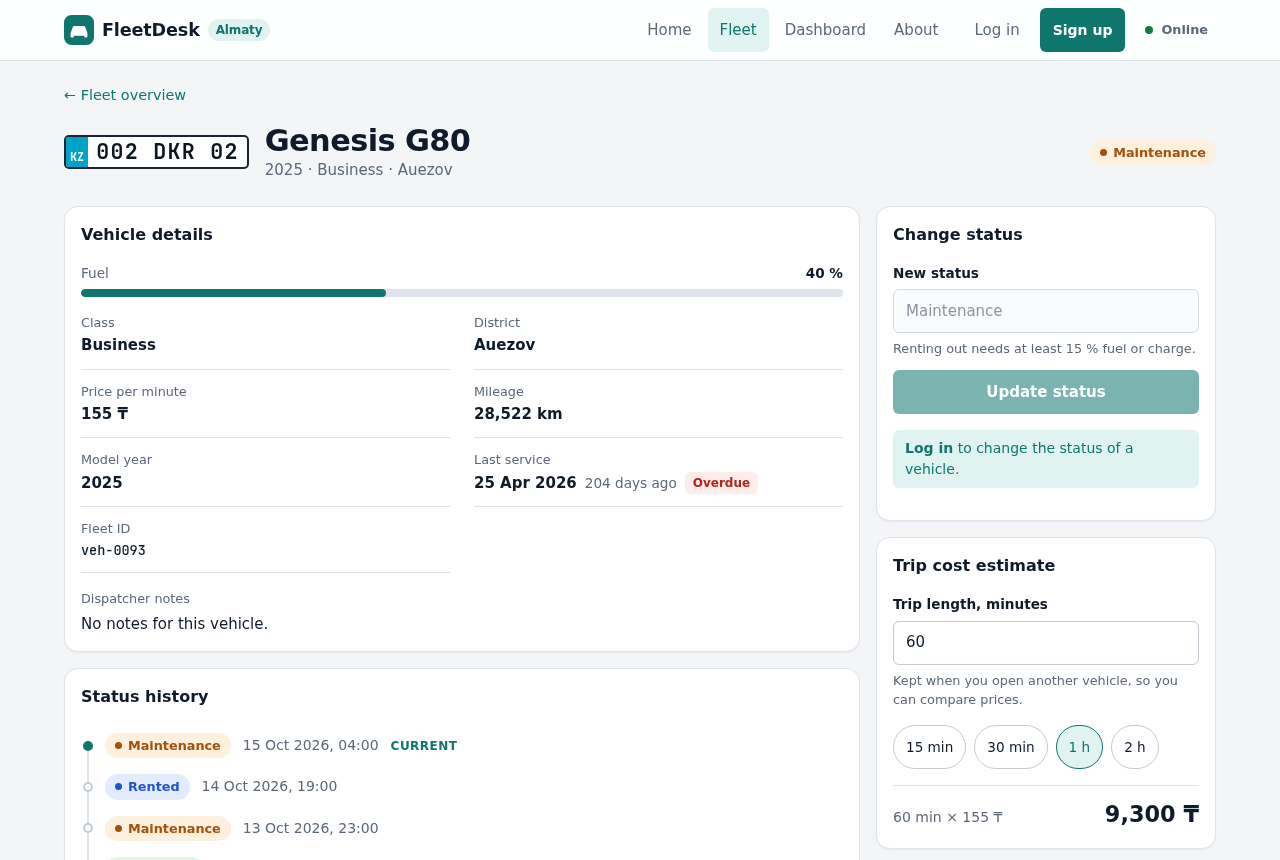 FleetDesk Almaty Home Fleet Dashboard About Log in Sign up Online
← Fleet overview
KZ 002 DKR 02
Genesis G80
2025 · Business · Auezov
Maintenance
Vehicle details
Fuel 40 %
Class
Business
District
Auezov
Price per minute
155 ₸
Mileage
28,522 km
Model year
2025
Last service
25 Apr 2026 204 days ago Overdue
Fleet ID
veh-0093
Dispatcher notes
No notes for this vehicle.
Status history
Maintenance 15 Oct 2026, 04:00 CURRENT
Rented 14 Oct 2026, 19:00
Maintenance 13 Oct 2026, 23:00
Change status
New status
Maintenance
Renting out needs at least 15 % fuel or charge.
Update status
Log in to change the status of a
vehicle.
Trip cost estimate
Trip length, minutes
60
Kept when you open another vehicle, so you
can compare prices.
15 min 30 min 1 h 2 h
60 min × 155 ₸ 9,300 ₸